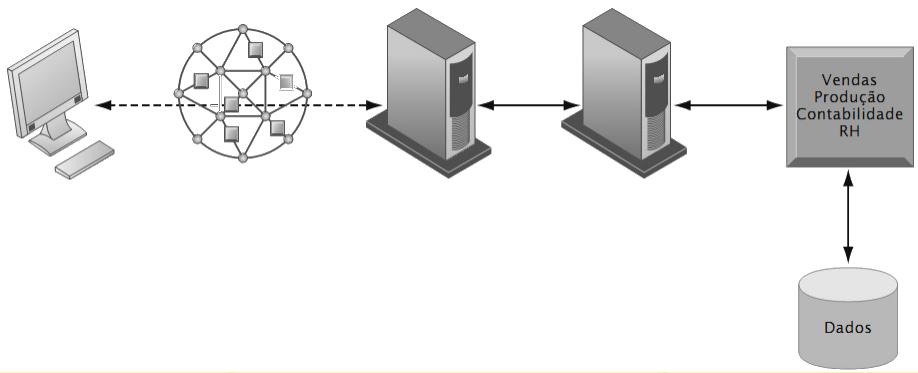 Vendas
Produção
Contabilidade
RH
Dados